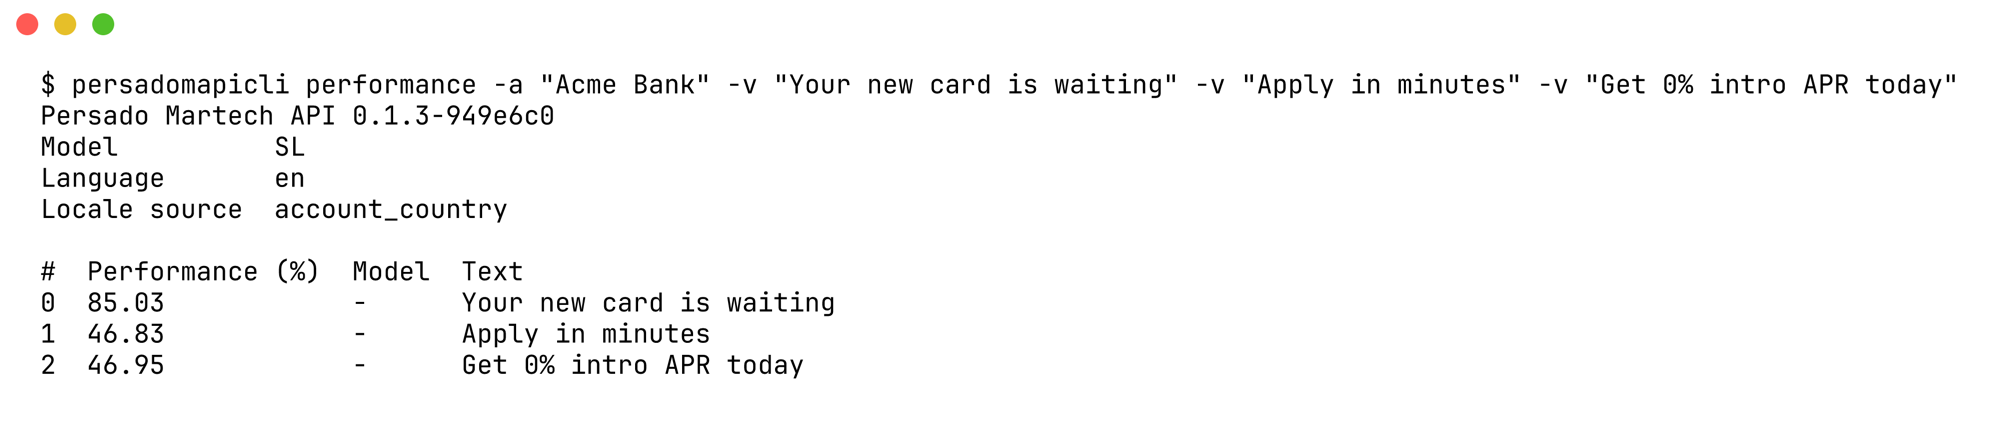 $ persadomapicli performance -a "Acme Bank" -v "Your new card is waiting" -v "Apply in minutes" -v "Get 0% intro APR today"
Persado Martech API 0.1.3-949e6c0
Model          SL
Language       en
Locale source  account_country

#  Performance (%)  Model  Text
0  85.03            -      Your new card is waiting
1  46.83            -      Apply in minutes
2  46.95            -      Get 0% intro APR today